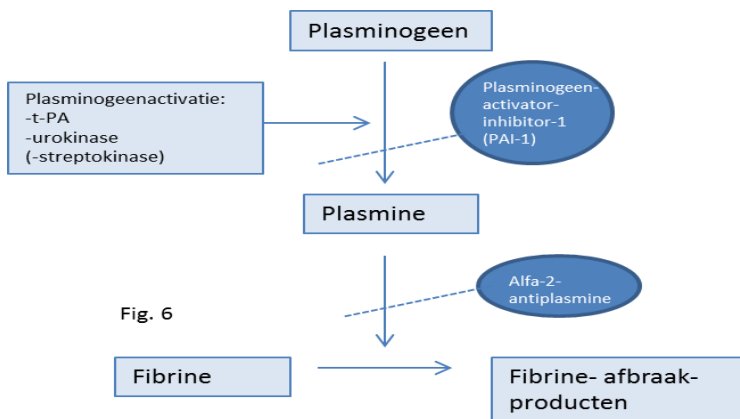 Plasminogeen
Plasminogeenactivatie:
-t-PA
-urokinase
(-streptokinase)
Plasminogeen-
activator-
inhibitor-1
(PAI-1)
Plasmine
Alfa-2-
antiplasmine
Fig. 6
Fibrine
Fibrine- afbraak-
producten